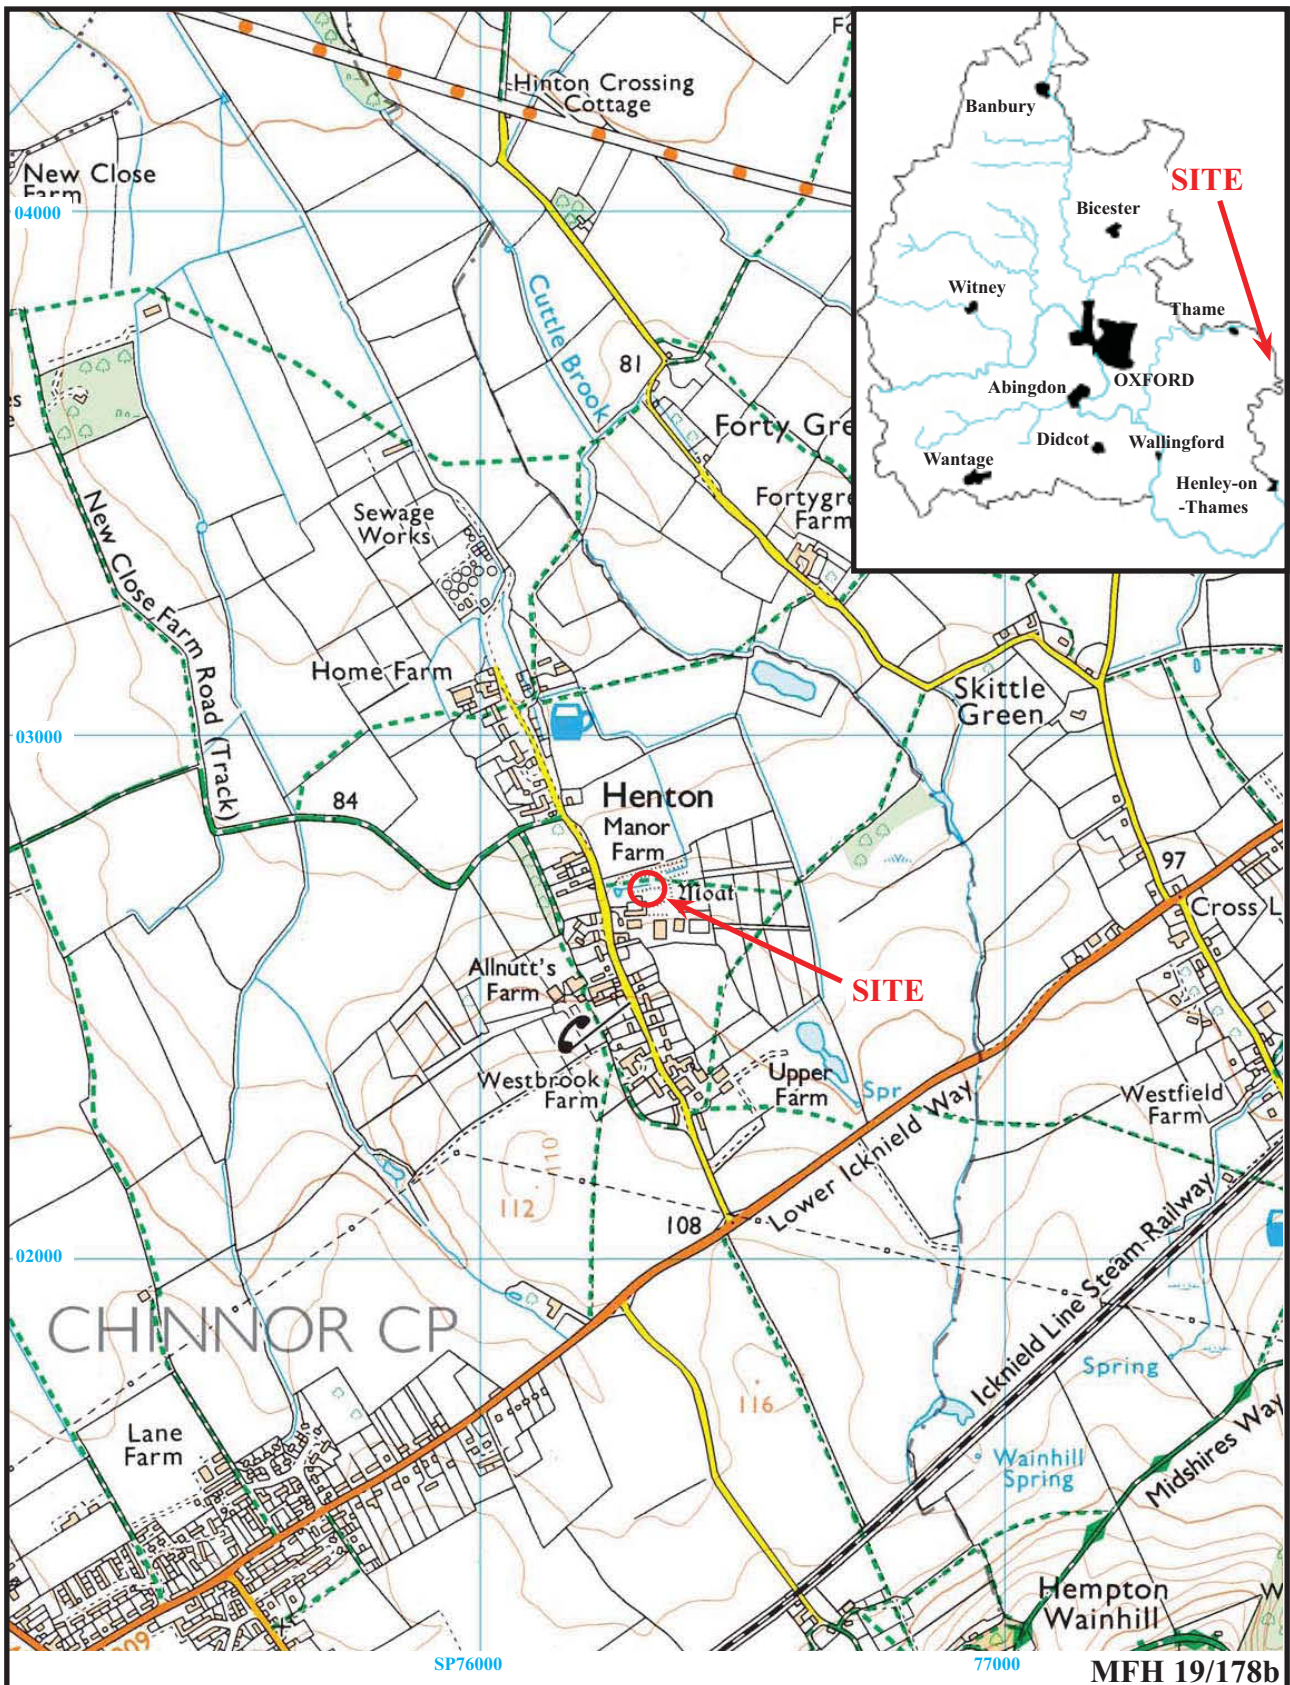 Hinton Crossing
Cottage
New Close
Farm
04000
Cuttle Brook
81
Forty Gre
Fortygre
Farm
Sewage
Works
New Close Farm Road (Track)
Home Farm
Skittle
Green
03000
84
Henton
Manor
Farm
Moat
97
Cross L
SITE
Allnutt's
Farm
Westbrook
Farm
Upper
Farm
Spr
Westfield
Farm
Lower Icknield Way
110
112
108
02000
CHINNOR CP
Icknield Line Steam Railway
Spring
116
Lane
Farm
Wainhill
Spring
Midshires Way
Hempton
Wainhill
W
SP76000
77000
MFH 19/178b
Banbury
SITE
Bicester
Witney
Thame
OXFORD
Abingdon
Didcot
Wallingford
Wantage
Henley-on
-Thames